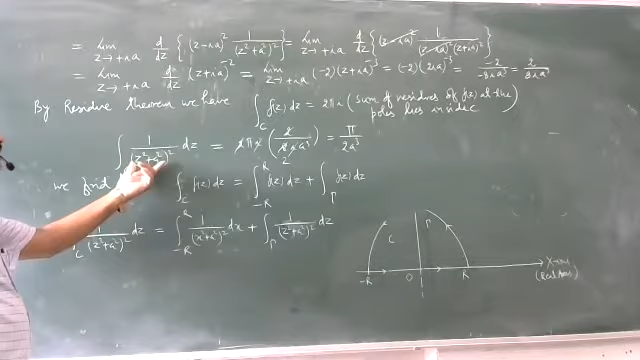 = lim z→+ia d/dz { (z-ia)² 1/(z²+a²)² } = lim z→+ia d/dz { (z-ia)² 1/((z-ia)²(z+ia)²) }
= lim z→+ia d/dz (z+ia)⁻² = lim z→+ia (-2)(z+ia)⁻³ = (-2)(2ia)⁻³ = -2/-8ia³ = 2/8ia³
By Residue theorem we have ∫_C f(z) dz = 2πi (sum of residues of f(z) at the
poles lies inside C)
∫ 1/(z²+a²)² dz = 2πi × (2/8ia³) = π/2a³
2
we find ∫_C f(z) dz = ∫_-R^R f(z) dz + ∫_Γ f(z) dz
∫_C 1/(z²+a²)² dz = ∫_-R^R 1/(x²+a²)² dx + ∫_Γ 1/(z²+a²)² dz
C Γ
-R O R X-axis
(Real Axis)